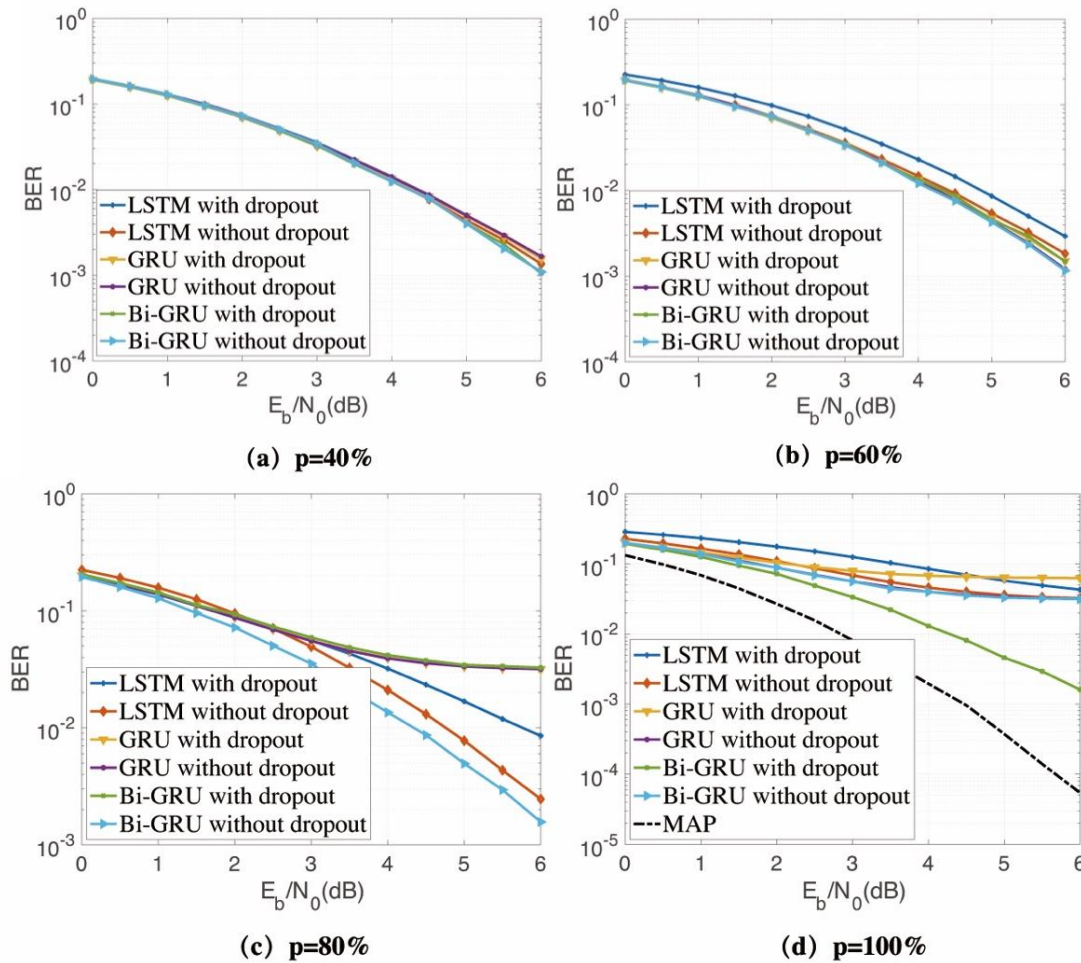 10^0
10^-1
10^-2
10^-3
10^-4
BER
LSTM with dropout
LSTM without dropout
GRU with dropout
GRU without dropout
Bi-GRU with dropout
Bi-GRU without dropout
0 1 2 3 4 5 6
E_b/N_0(dB)
(a) p=40%
10^0
10^-1
10^-2
10^-3
10^-4
BER
LSTM with dropout
LSTM without dropout
GRU with dropout
GRU without dropout
Bi-GRU with dropout
Bi-GRU without dropout
0 1 2 3 4 5 6
E_b/N_0(dB)
(b) p=60%
10^0
10^-1
10^-2
10^-3
BER
LSTM with dropout
LSTM without dropout
GRU with dropout
GRU without dropout
Bi-GRU with dropout
Bi-GRU without dropout
0 1 2 3 4 5 6
E_b/N_0(dB)
(c) p=80%
10^0
10^-1
10^-2
10^-3
10^-4
10^-5
BER
LSTM with dropout
LSTM without dropout
GRU with dropout
GRU without dropout
Bi-GRU with dropout
Bi-GRU without dropout
MAP
0 1 2 3 4 5 6
E_b/N_0(dB)
(d) p=100%